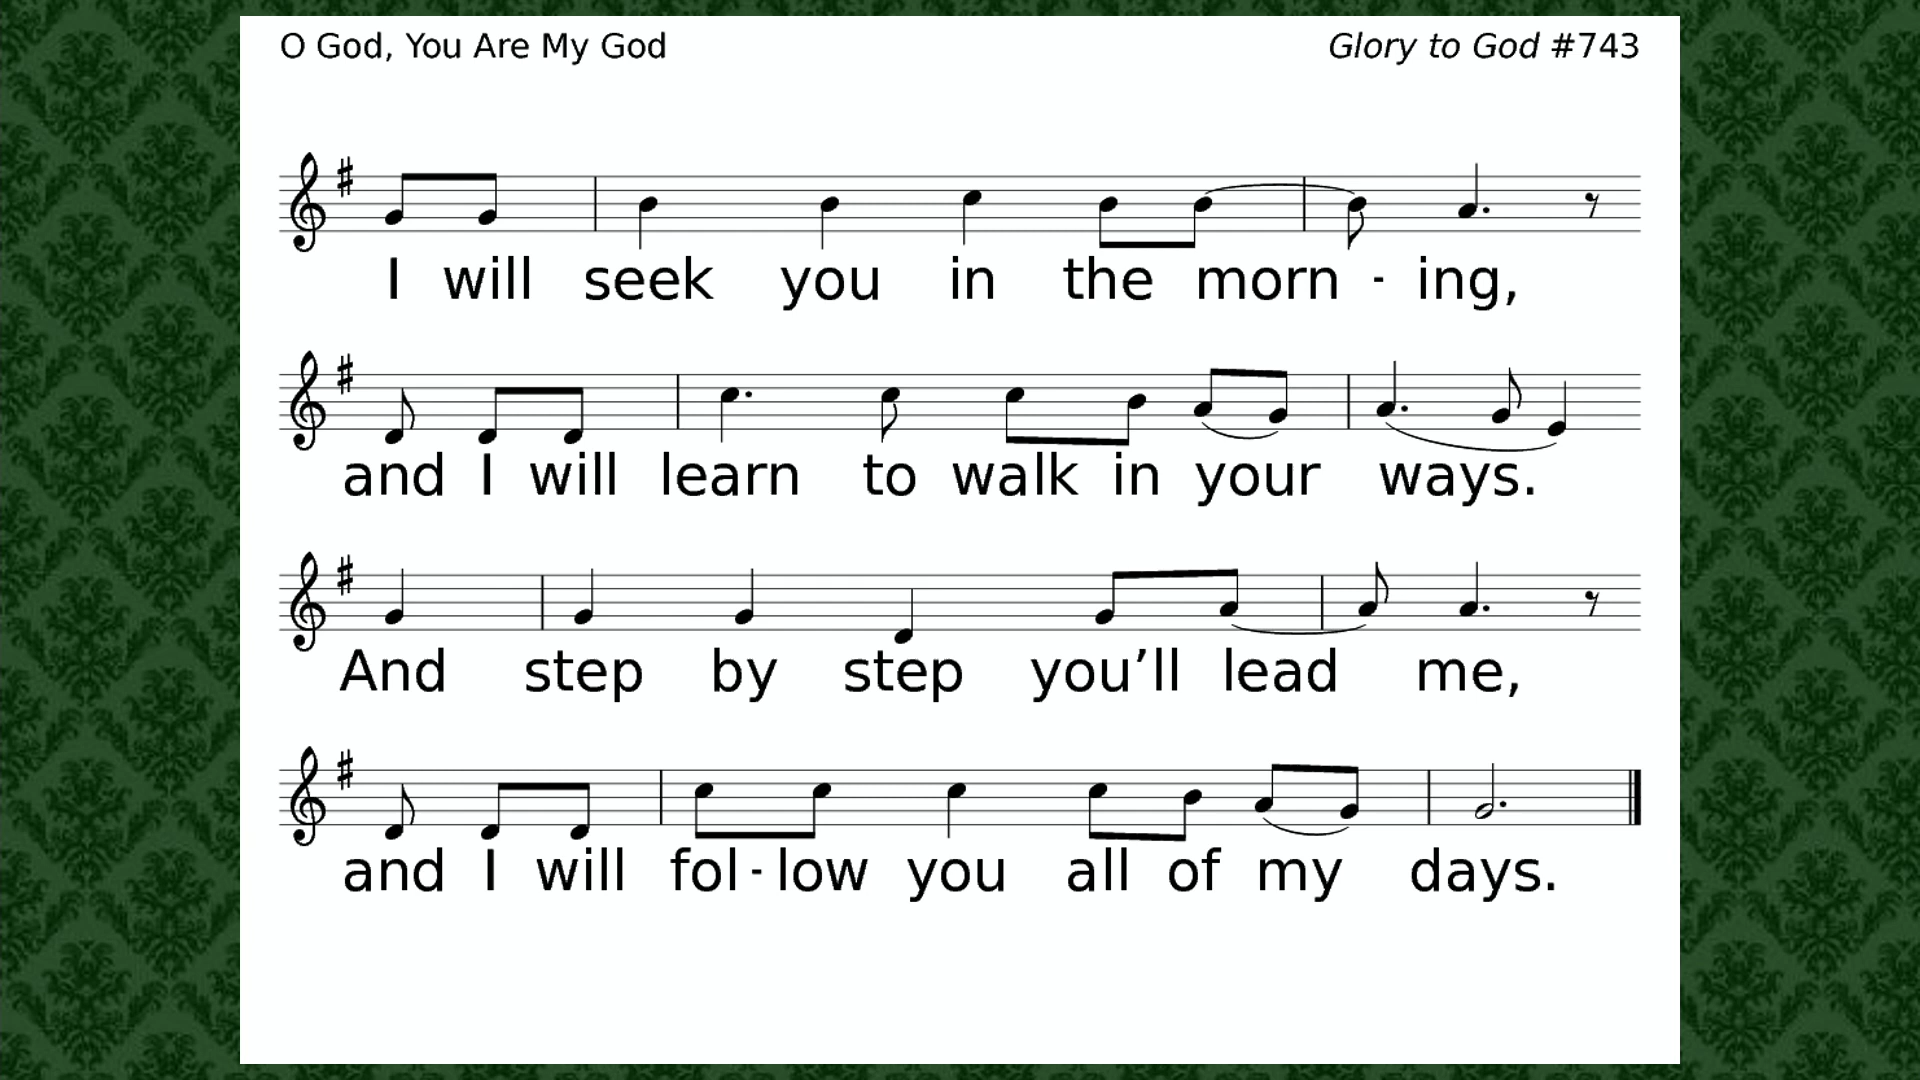 O God, You Are My God Glory to God #743
I will seek you in the morn - ing,
and I will learn to walk in your ways.
And step by step you’ll lead me,
and I will fol - low you all of my days.